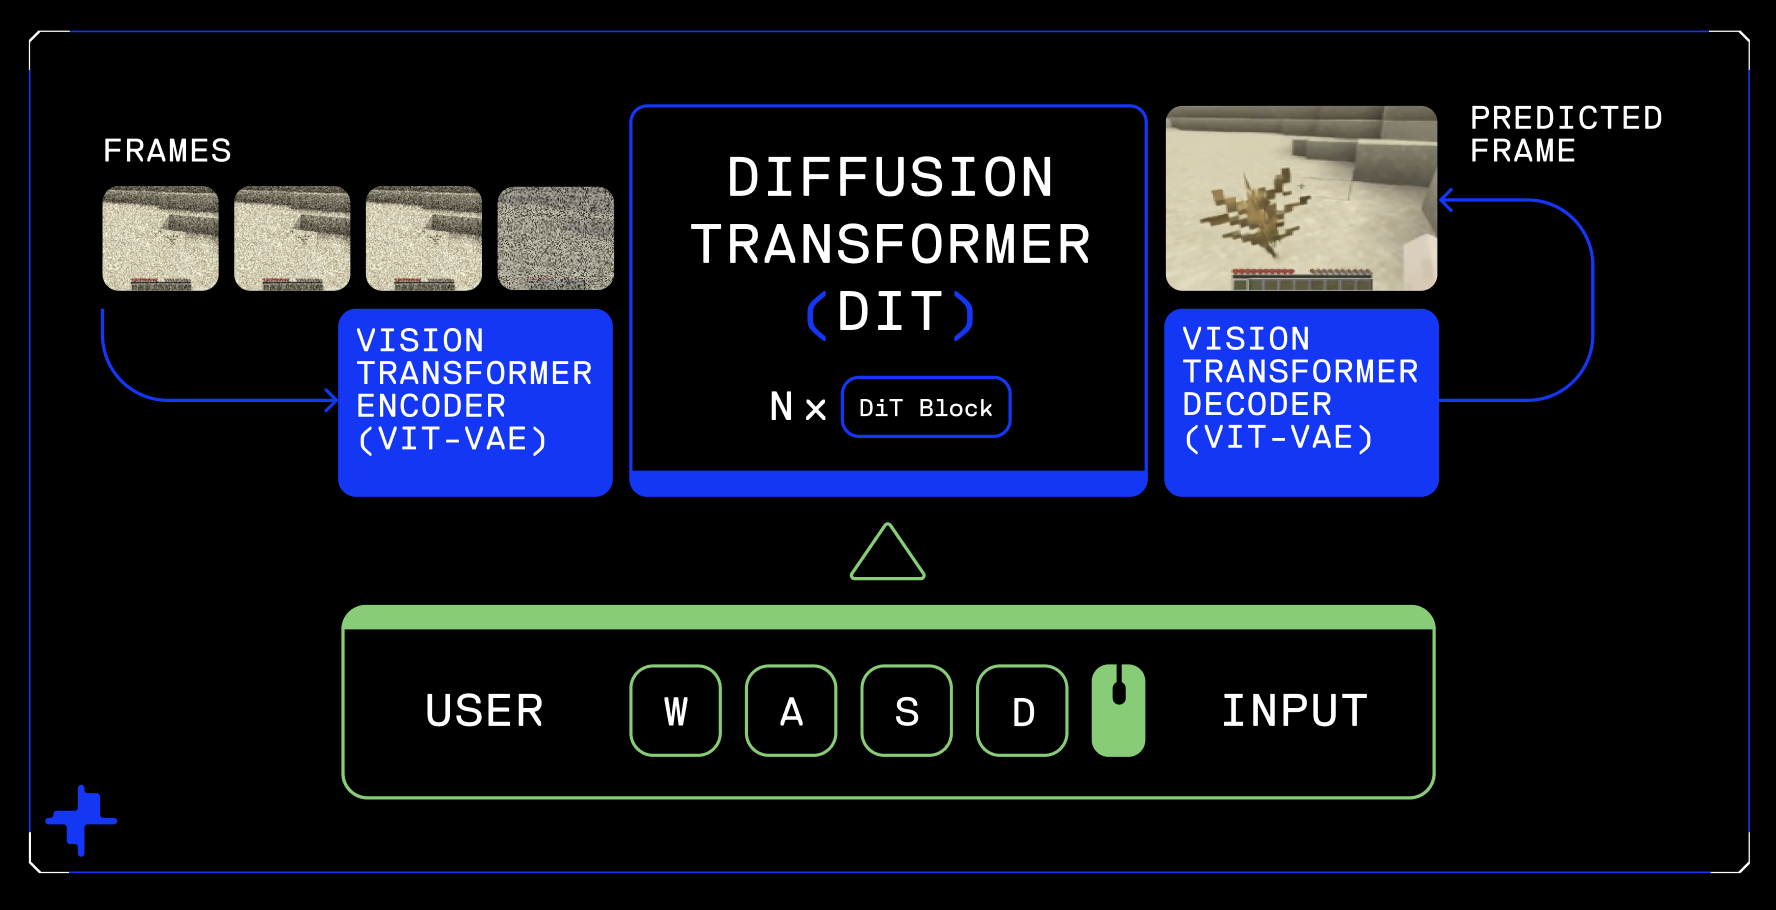 FRAMES
VISION
TRANSFORMER
ENCODER
(VIT-VAE)
DIFFUSION
TRANSFORMER
(DIT)
N x DiT Block
PREDICTED
FRAME
VISION
TRANSFORMER
DECODER
(VIT-VAE)
USER W A S D INPUT